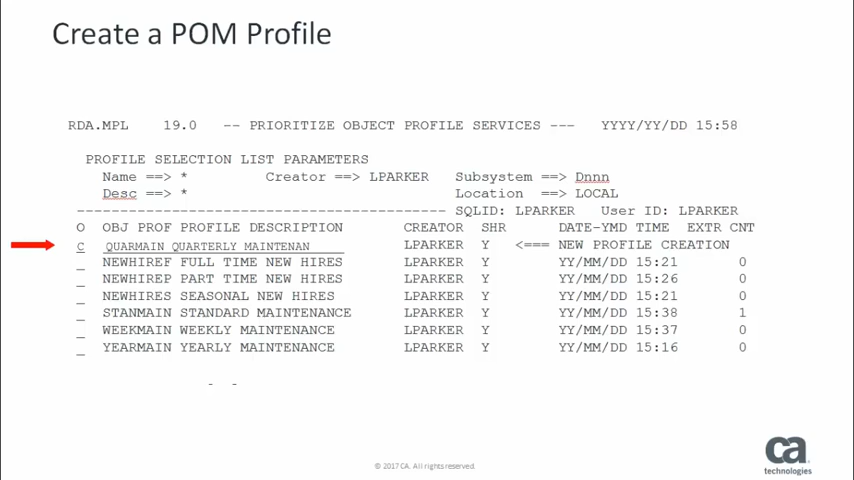 Create a POM Profile
RDA.MPL 19.0 -- PRIORITIZE OBJECT PROFILE SERVICES --- YYYY/YY/DD 15:58
PROFILE SELECTION LIST PARAMETERS
Name ==> * Creator ==> LPARKER Subsystem ==> Dnnn
Desc ==> * Location ==> LOCAL
-------------------------------------------- SQLID: LPARKER User ID: LPARKER
O OBJ PROF PROFILE DESCRIPTION CREATOR SHR DATE-YMD TIME EXTR CNT
C QUARMAIN QUARTERLY MAINTENAN LPARKER Y <=== NEW PROFILE CREATION
_ NEWHIREF FULL TIME NEW HIRES LPARKER Y YY/MM/DD 15:21 0
_ NEWHIREP PART TIME NEW HIRES LPARKER Y YY/MM/DD 15:26 0
_ NEWHIRES SEASONAL NEW HIRES LPARKER Y YY/MM/DD 15:21 0
_ STANMAIN STANDARD MAINTENANCE LPARKER Y YY/MM/DD 15:38 1
_ WEEKMAIN WEEKLY MAINTENANCE LPARKER Y YY/MM/DD 15:37 0
_ YEARMAIN YEARLY MAINTENANCE LPARKER Y YY/MM/DD 15:16 0
- -
© 2017 CA. All rights reserved.
ca
technologies